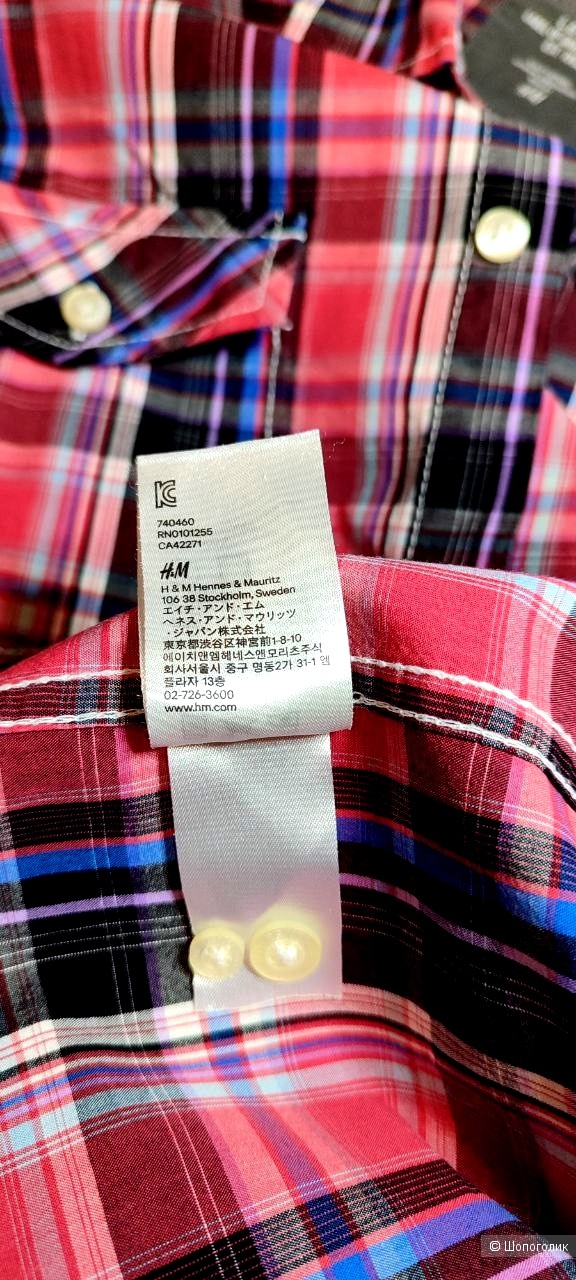 740460
RN0101255
CA42271
H&M
H & M Hennes & Mauritz
106 38 Stockholm, Sweden
エイチ・アンド・エム
ヘネス・アンド・マウリッツ
・ジャパン株式会社
東京都渋谷区神宮前1-8-10
에이치앤엠헤네스앤모리츠주식
회사서울시 중구 명동2가 31-1 엠
플라자 13층
02-726-3600
www.hm.com
© Шопоголик